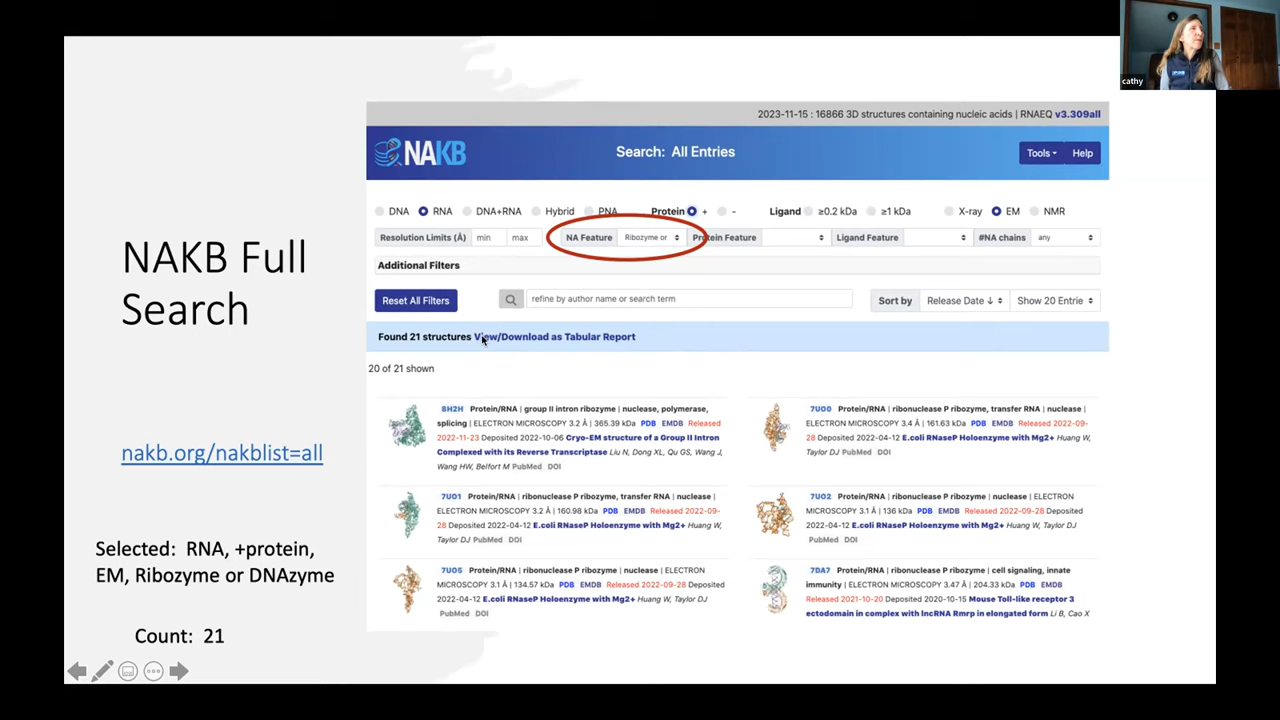 cathy
NAKB Full
Search
nakb.org/nakblist=all
Selected: RNA, +protein,
EM, Ribozyme or DNAzyme
Count: 21
2023-11-15 : 16866 3D structures containing nucleic acids | RNAEQ v3.309all
NAKB
Search: All Entries
Tools
Help
DNA RNA DNA+RNA Hybrid PNA Protein + - Ligand ≥0.2 kDa ≥1 kDa X-ray EM NMR
Resolution Limits (Å) min max NA Feature Ribozyme or Protein Feature Ligand Feature #NA chains any
Additional Filters
Reset All Filters refine by author name or search term Sort by Release Date ↓ Show 20 Entrie
Found 21 structures View/Download as Tabular Report
20 of 21 shown
8H2H Protein/RNA | group II intron ribozyme | nuclease, polymerase,
splicing | ELECTRON MICROSCOPY 3.2 Å | 365.39 kDa PDB EMDB Released
2022-11-23 Deposited 2022-10-06 Cryo-EM structure of a Group II Intron
Complexed with its Reverse Transcriptase Liu N, Dong XL, Qu GS, Wang J,
Wang HW, Belfort M PubMed DOI
7UO0 Protein/RNA | ribonuclease P ribozyme, transfer RNA | nuclease |
ELECTRON MICROSCOPY 3.4 Å | 161.63 kDa PDB EMDB Released 2022-09-
28 Deposited 2022-04-12 E.coli RNaseP Holoenzyme with Mg2+ Huang W,
Taylor DJ PubMed DOI
7UO1 Protein/RNA | ribonuclease P ribozyme, transfer RNA | nuclease |
ELECTRON MICROSCOPY 3.2 Å | 160.98 kDa PDB EMDB Released 2022-09-
28 Deposited 2022-04-12 E.coli RNaseP Holoenzyme with Mg2+ Huang W,
Taylor DJ PubMed DOI
7UO2 Protein/RNA | ribonuclease P ribozyme | nuclease | ELECTRON
MICROSCOPY 3.1 Å | 136 kDa PDB EMDB Released 2022-09-28 Deposited
2022-04-12 E.coli RNaseP Holoenzyme with Mg2+ Huang W, Taylor DJ
PubMed DOI
7UO5 Protein/RNA | ribonuclease P ribozyme | nuclease | ELECTRON
MICROSCOPY 3.1 Å | 134.57 kDa PDB EMDB Released 2022-09-28 Deposited
2022-04-12 E.coli RNaseP Holoenzyme with Mg2+ Huang W, Taylor DJ
PubMed DOI
7DA7 Protein/RNA | ribonuclease P ribozyme | cell signaling, innate
immunity | ELECTRON MICROSCOPY 3.47 Å | 204.33 kDa PDB EMDB
Released 2021-10-20 Deposited 2020-10-15 Mouse Toll-like receptor 3
ectodomain in complex with lncRNA Rmrp in elongated form Li B, Cao X